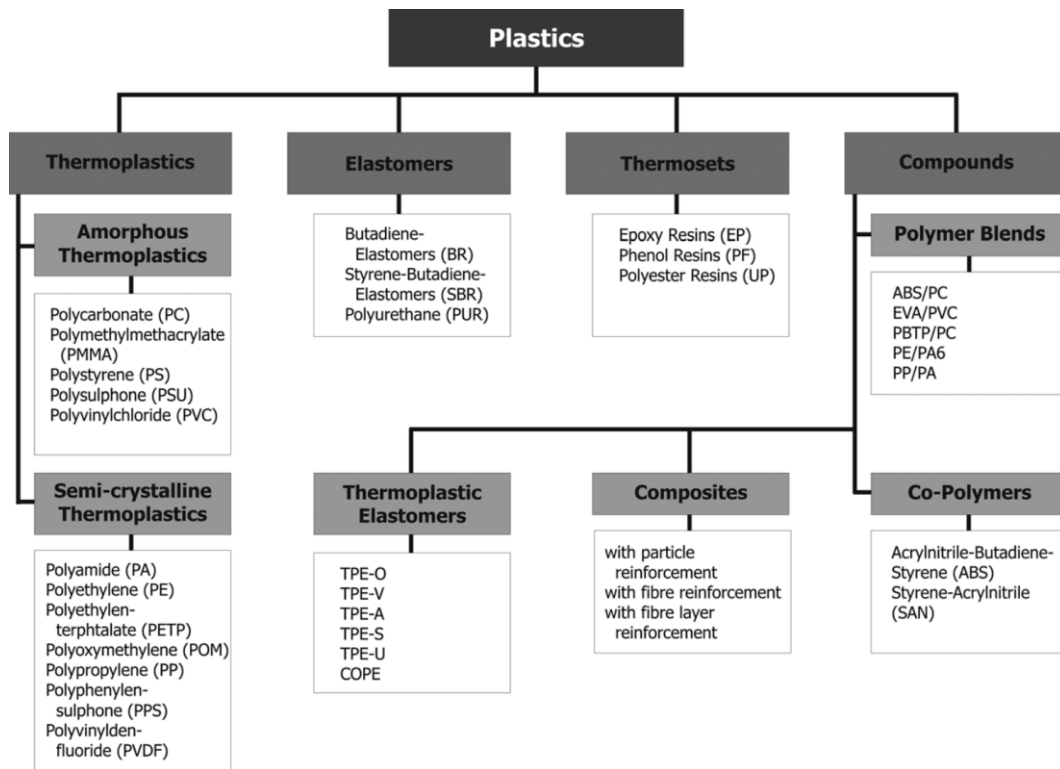 Plastics
Thermoplastics
Elastomers
Thermosets
Compounds
Amorphous
Thermoplastics
Polycarbonate (PC)
Polymethylmethacrylate
(PMMA)
Polystyrene (PS)
Polysulphone (PSU)
Polyvinylchloride (PVC)
Semi-crystalline
Thermoplastics
Polyamide (PA)
Polyethylene (PE)
Polyethylen-
terphtalate (PETP)
Polyoxymethylene (POM)
Polypropylene (PP)
Polyphenylen-
sulphone (PPS)
Polyvinylden-
fluoride (PVDF)
Butadiene-
Elastomers (BR)
Styrene-Butadiene-
Elastomers (SBR)
Polyurethane (PUR)
Epoxy Resins (EP)
Phenol Resins (PF)
Polyester Resins (UP)
Polymer Blends
ABS/PC
EVA/PVC
PBTP/PC
PE/PA6
PP/PA
Thermoplastic
Elastomers
TPE-O
TPE-V
TPE-A
TPE-S
TPE-U
COPE
Composites
with particle
reinforcement
with fibre reinforcement
with fibre layer
reinforcement
Co-Polymers
Acrylnitrile-Butadiene-
Styrene (ABS)
Styrene-Acrylnitrile
(SAN)